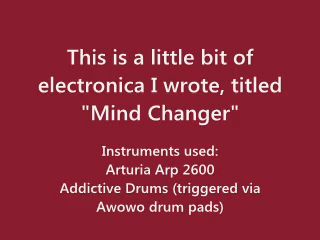 This is a little bit of
electronica I wrote, titled
"Mind Changer"
Instruments used:
Arturia Arp 2600
Addictive Drums (triggered via
Awowo drum pads)